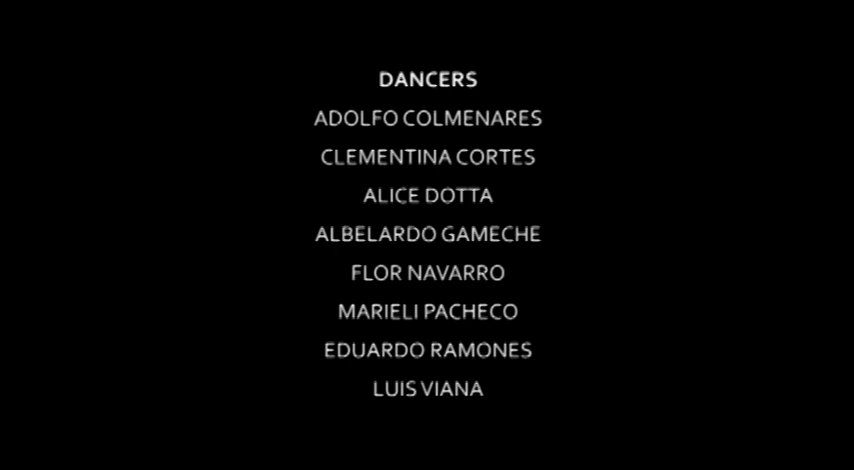 DANCERS
ADOLFO COLMENARES
CLEMENTINA CORTES
ALICE DOTTA
ALBELARDO GAMECHE
FLOR NAVARRO
MARIELI PACHECO
EDUARDO RAMONES
LUIS VIANA